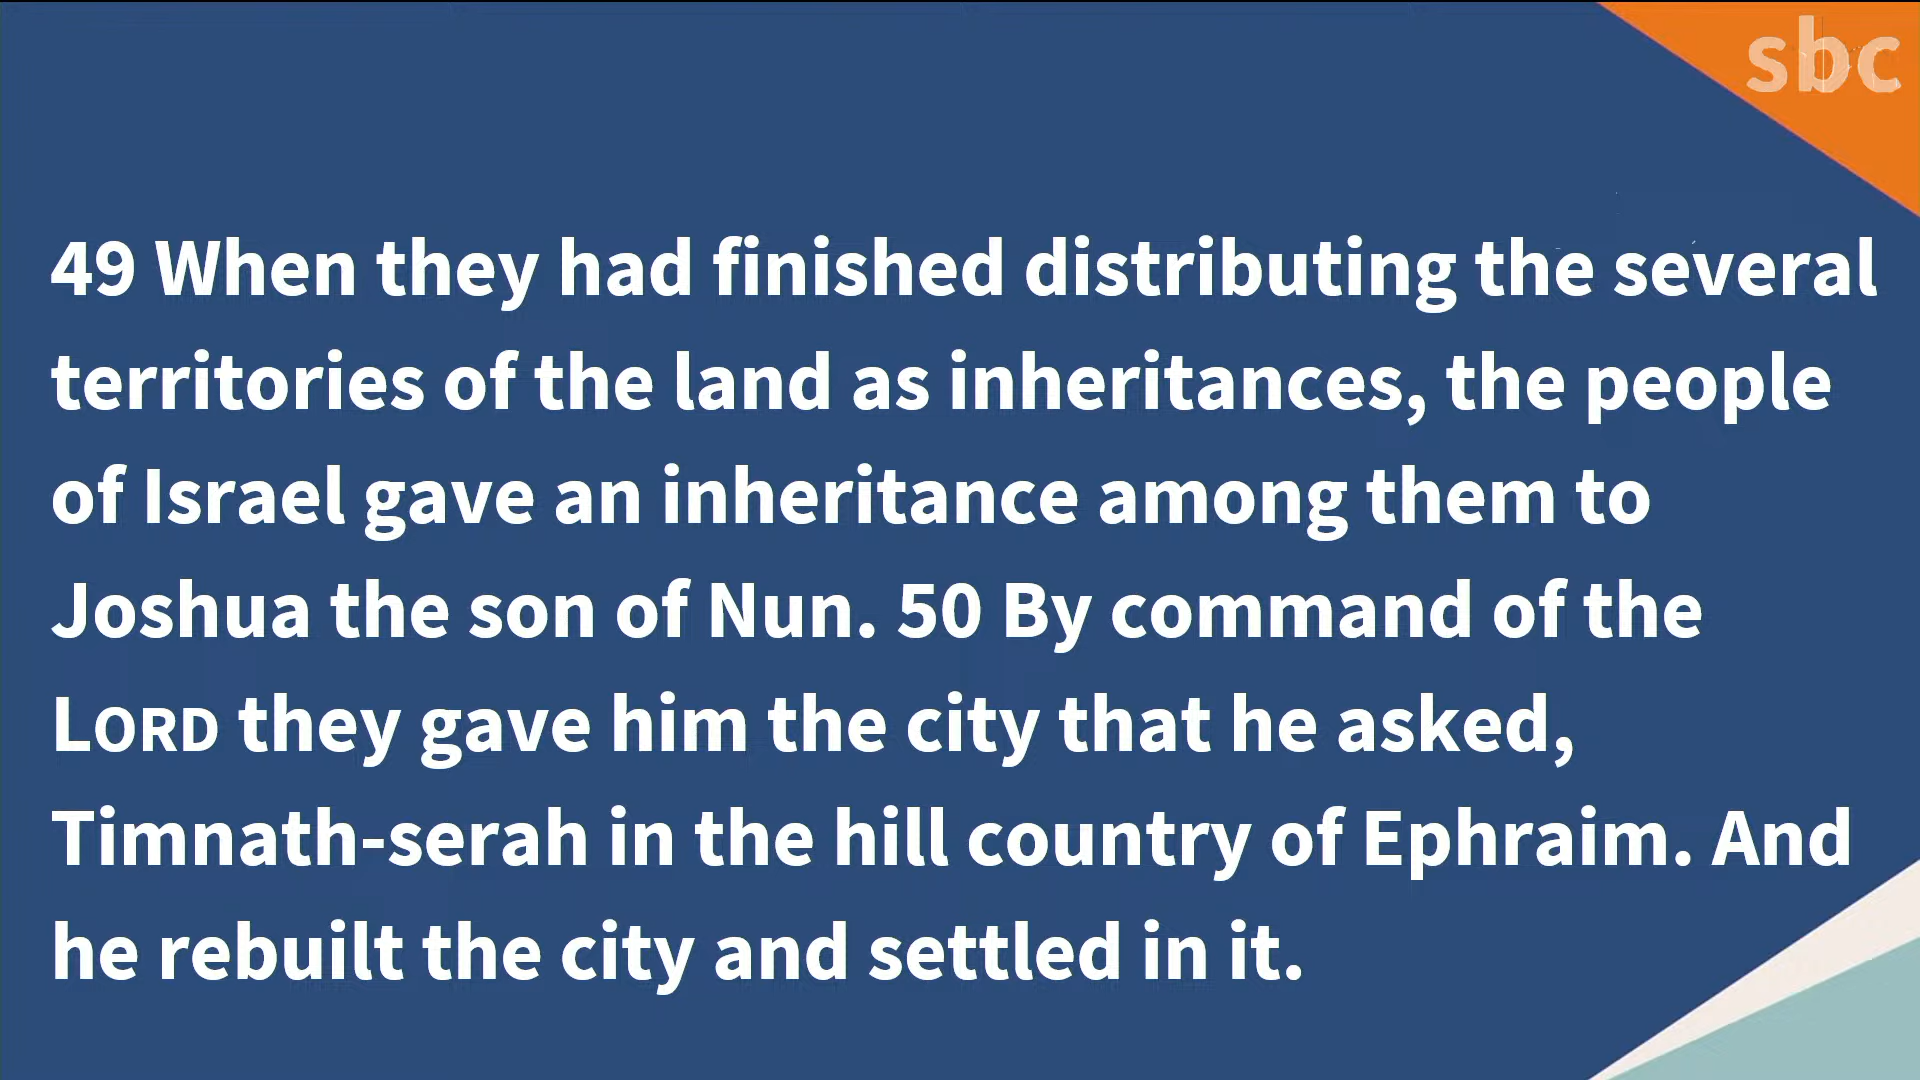 sbc
49 When they had finished distributing the several
territories of the land as inheritances, the people
of Israel gave an inheritance among them to
Joshua the son of Nun. 50 By command of the
LORD they gave him the city that he asked,
Timnath-serah in the hill country of Ephraim. And
he rebuilt the city and settled in it.